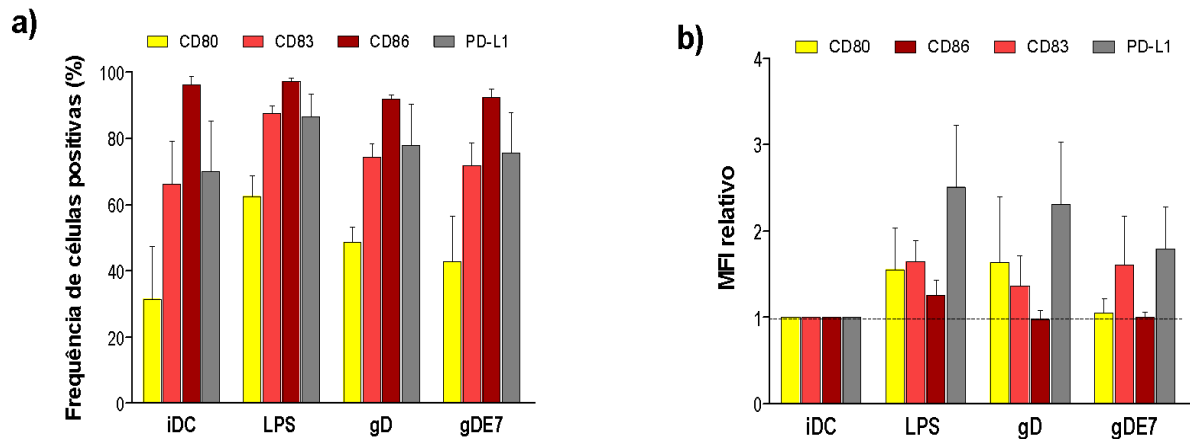 a)
CD80 CD83 CD86 PD-L1
Frequência de células positivas (%)
100
80
60
40
20
0
iDC LPS gD gDE7
b)
CD80 CD86 CD83 PD-L1
MFI relativo
4
3
2
1
0
iDC LPS gD gDE7